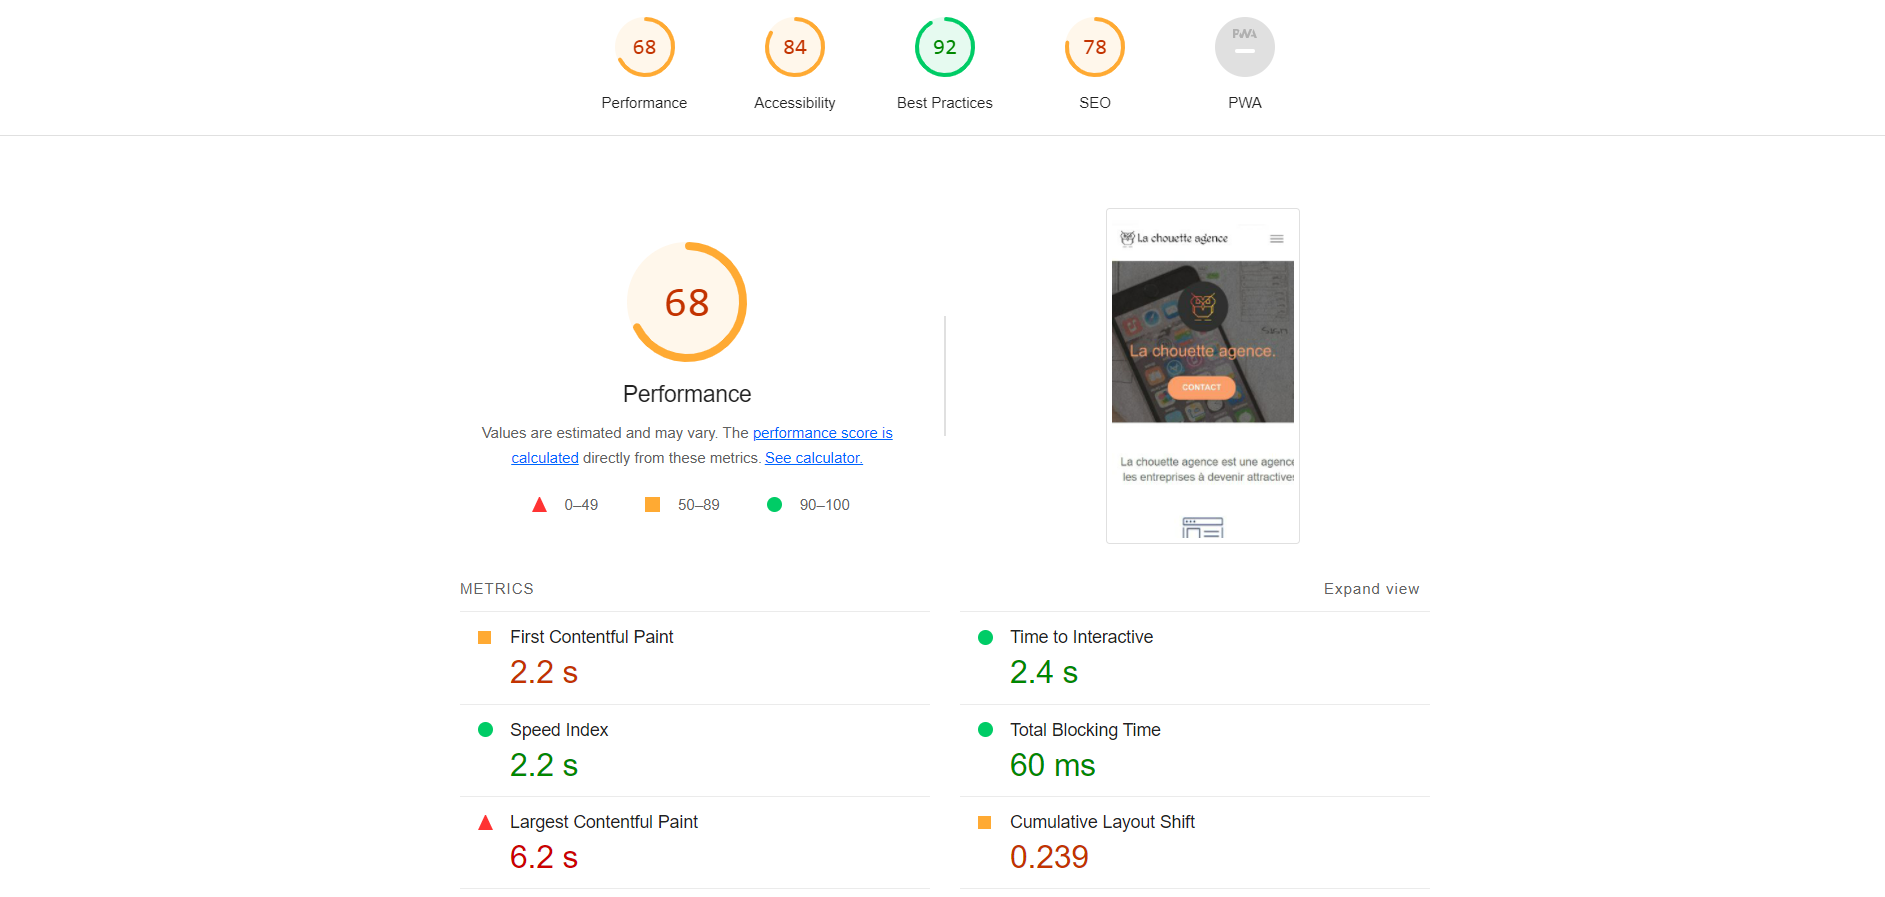 68
84
92
78
PWA
Performance
Accessibility
Best Practices
SEO
PWA
68
Performance
Values are estimated and may vary. The performance score is
calculated directly from these metrics. See calculator.
0–49
50–89
90–100
La chouette agence
La chouette agence.
CONTACT
La chouette agence est une agence
les entreprises à devenir attractives
METRICS
Expand view
First Contentful Paint
2.2 s
Time to Interactive
2.4 s
Speed Index
2.2 s
Total Blocking Time
60 ms
Largest Contentful Paint
6.2 s
Cumulative Layout Shift
0.239